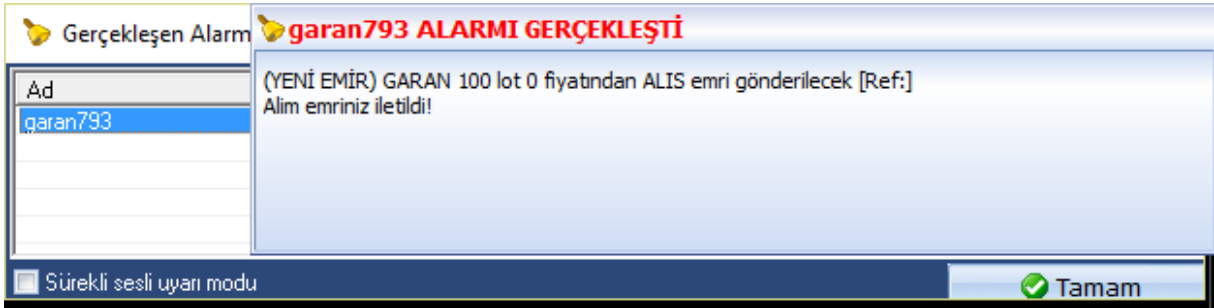 Gerçekleşen Alarm
garan793 ALARMI GERÇEKLEŞTİ
(YENİ EMİR) GARAN 100 lot 0 fiyatından ALIS emri gönderilecek [Ref:]
Alim emriniz iletildi!
Ad
garan793
Sürekli sesli uyarı modu
Tamam